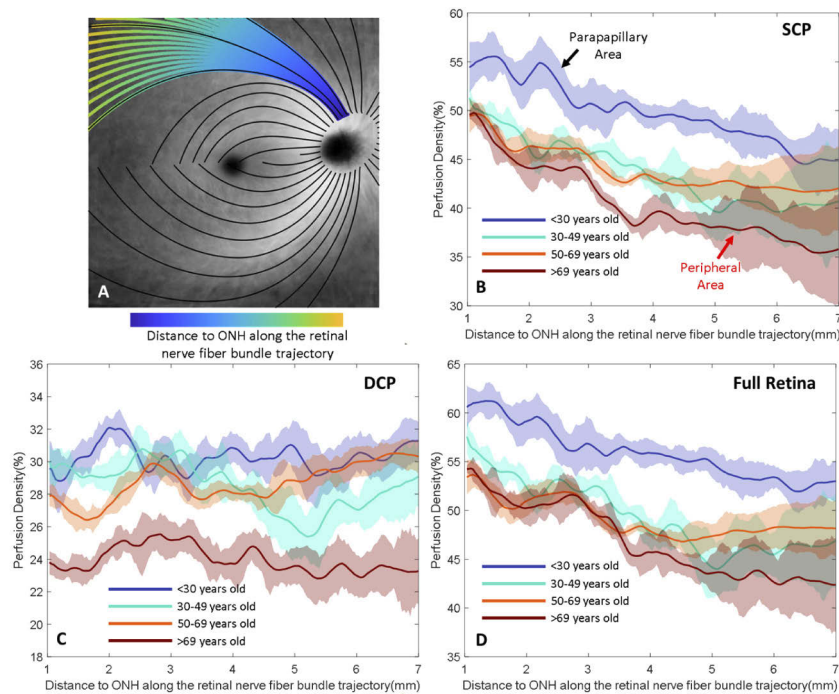 A
Distance to ONH along the retinal
nerve fiber bundle trajectory
SCP
Parapapillary
Area
Perfusion Density(%)
60
55
50
45
40
35
30
<30 years old
30-49 years old
50-69 years old
>69 years old
Peripheral
Area
B
1 2 3 4 5 6 7
Distance to ONH along the retinal nerve fiber bundle trajectory(mm)
DCP
Perfusion Density(%)
36
34
32
30
28
26
24
22
20
18
<30 years old
30-49 years old
50-69 years old
>69 years old
C
1 2 3 4 5 6 7
Distance to ONH along the retinal nerve fiber bundle trajectory(mm)
Full Retina
Perfusion Density(%)
65
60
55
50
45
40
35
<30 years old
30-49 years old
50-69 years old
>69 years old
D
1 2 3 4 5 6 7
Distance to ONH along the retinal nerve fiber bundle trajectory(mm)